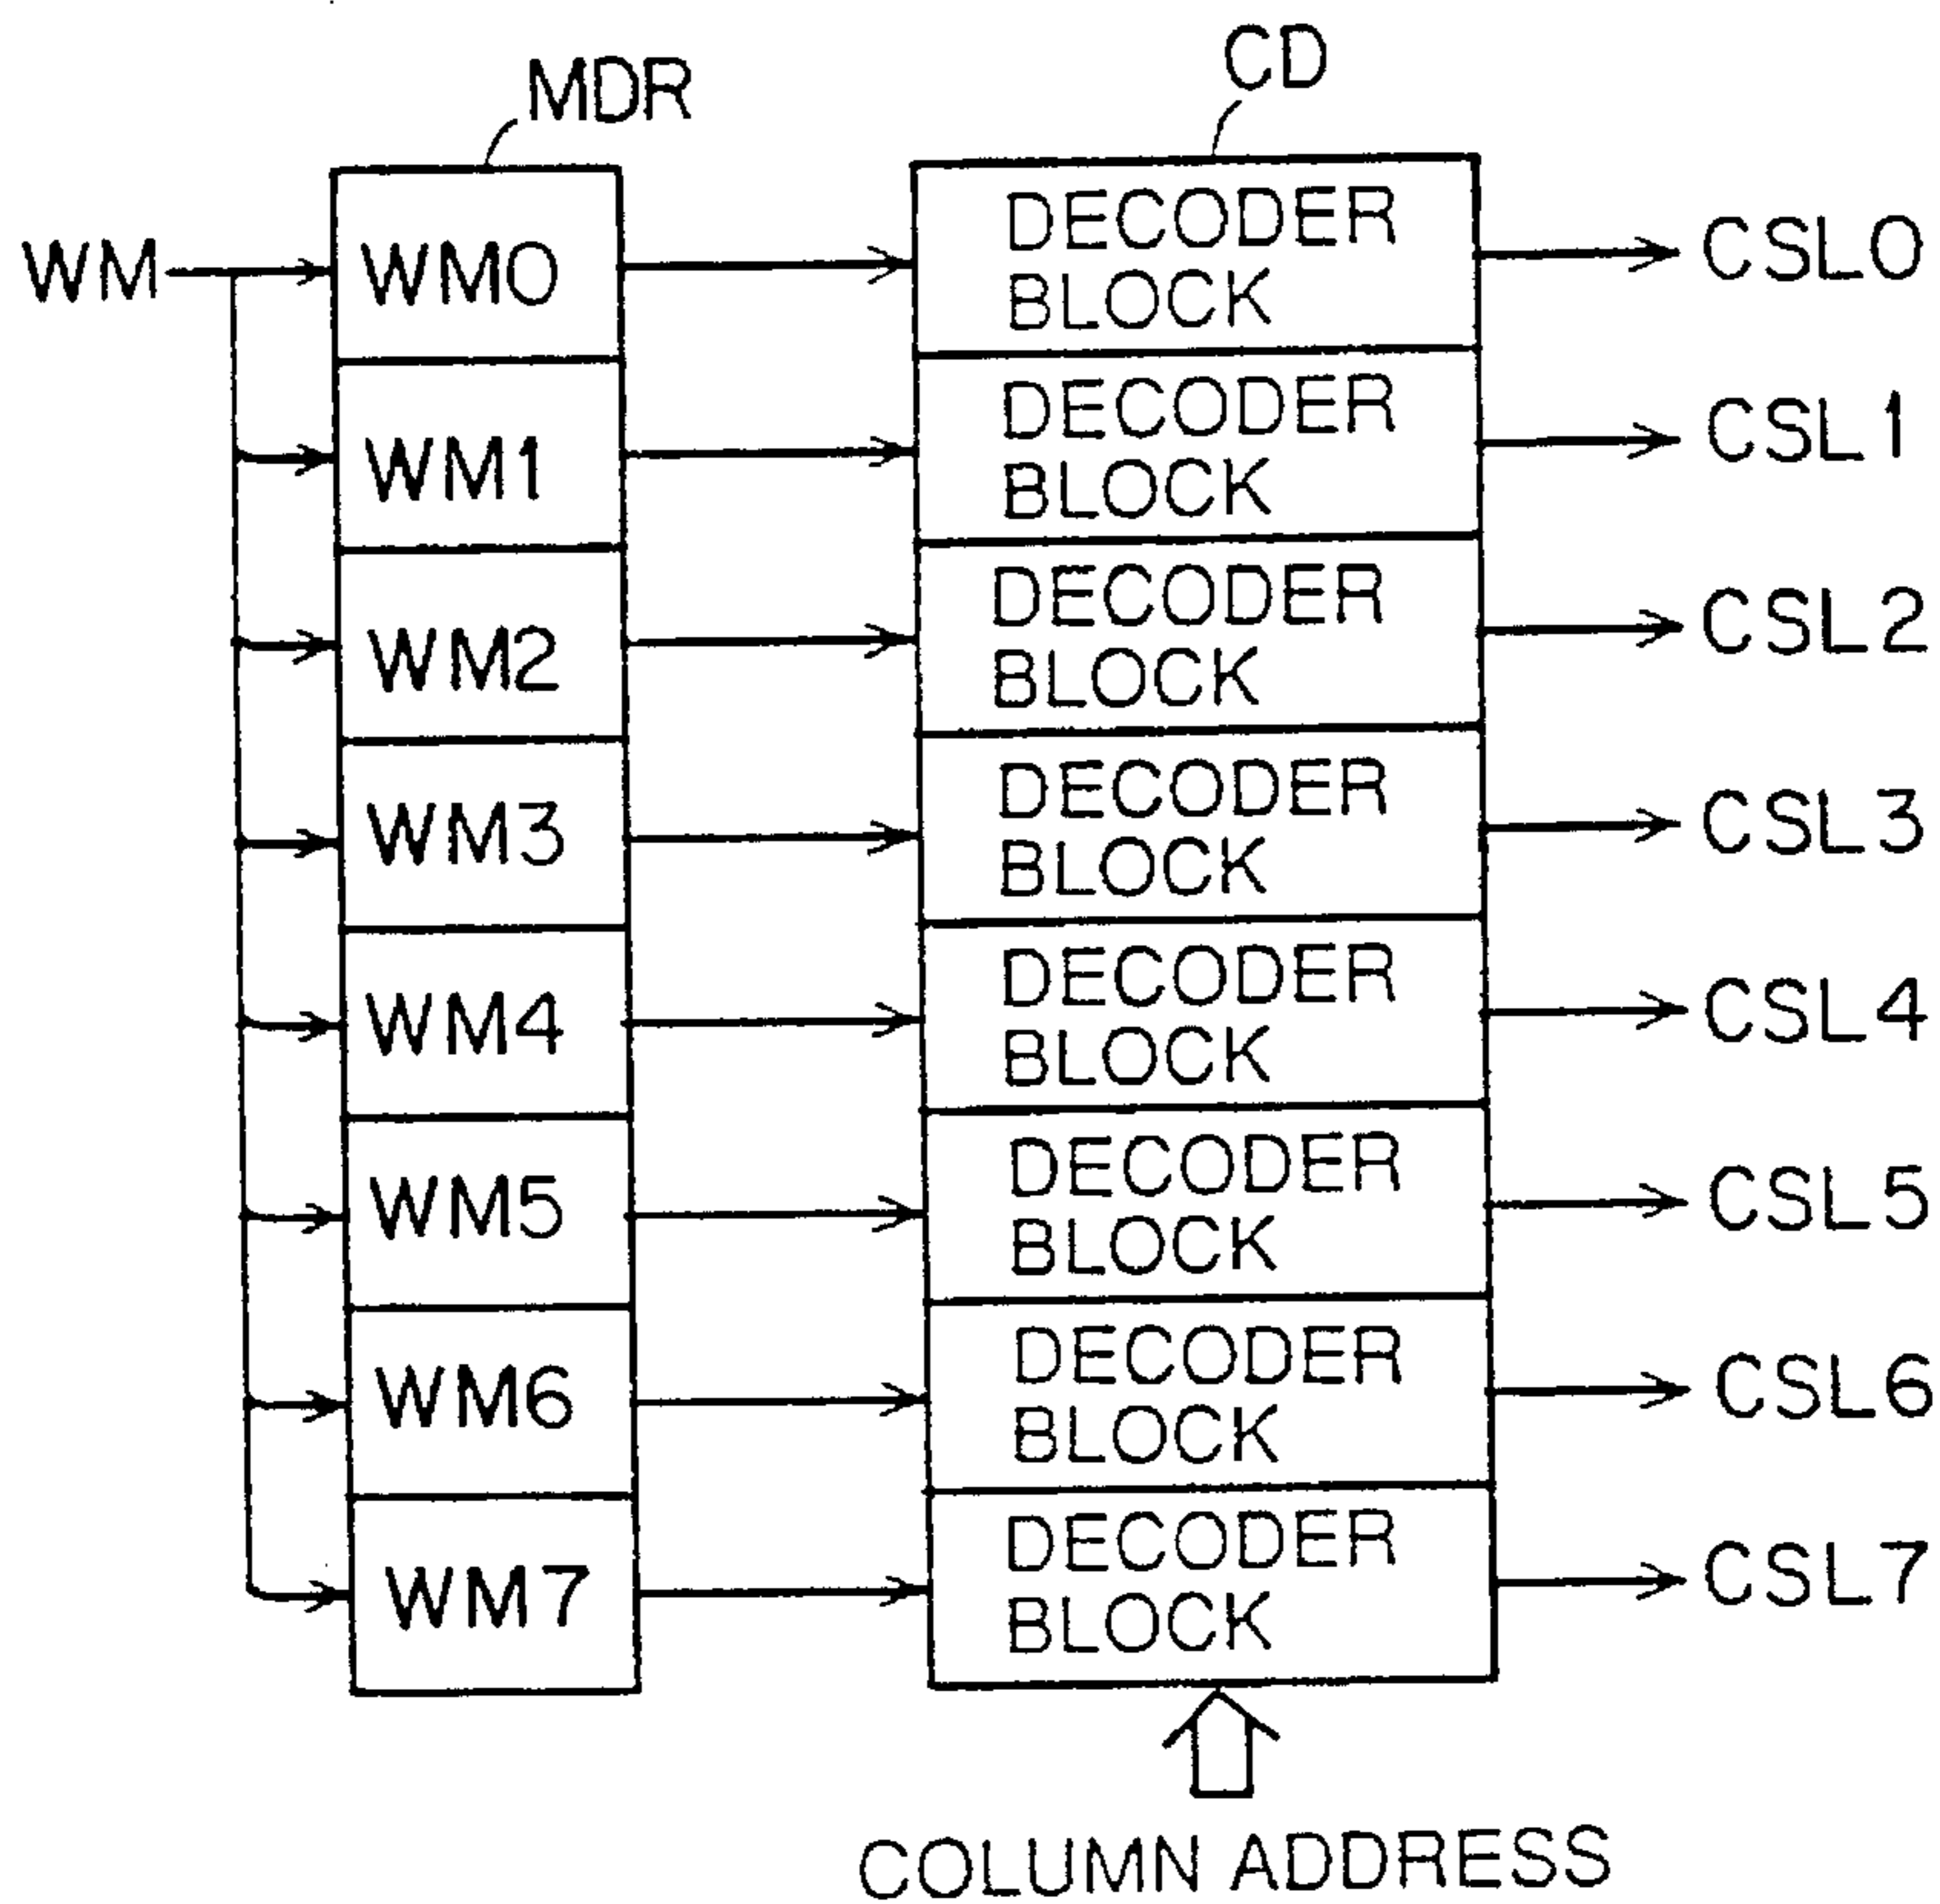 MDR
CD
WM
WM0
DECODER
BLOCK
CSL0
WM1
DECODER
BLOCK
CSL1
WM2
DECODER
BLOCK
CSL2
WM3
DECODER
BLOCK
CSL3
WM4
DECODER
BLOCK
CSL4
WM5
DECODER
BLOCK
CSL5
WM6
DECODER
BLOCK
CSL6
WM7
DECODER
BLOCK
CSL7
COLUMN ADDRESS